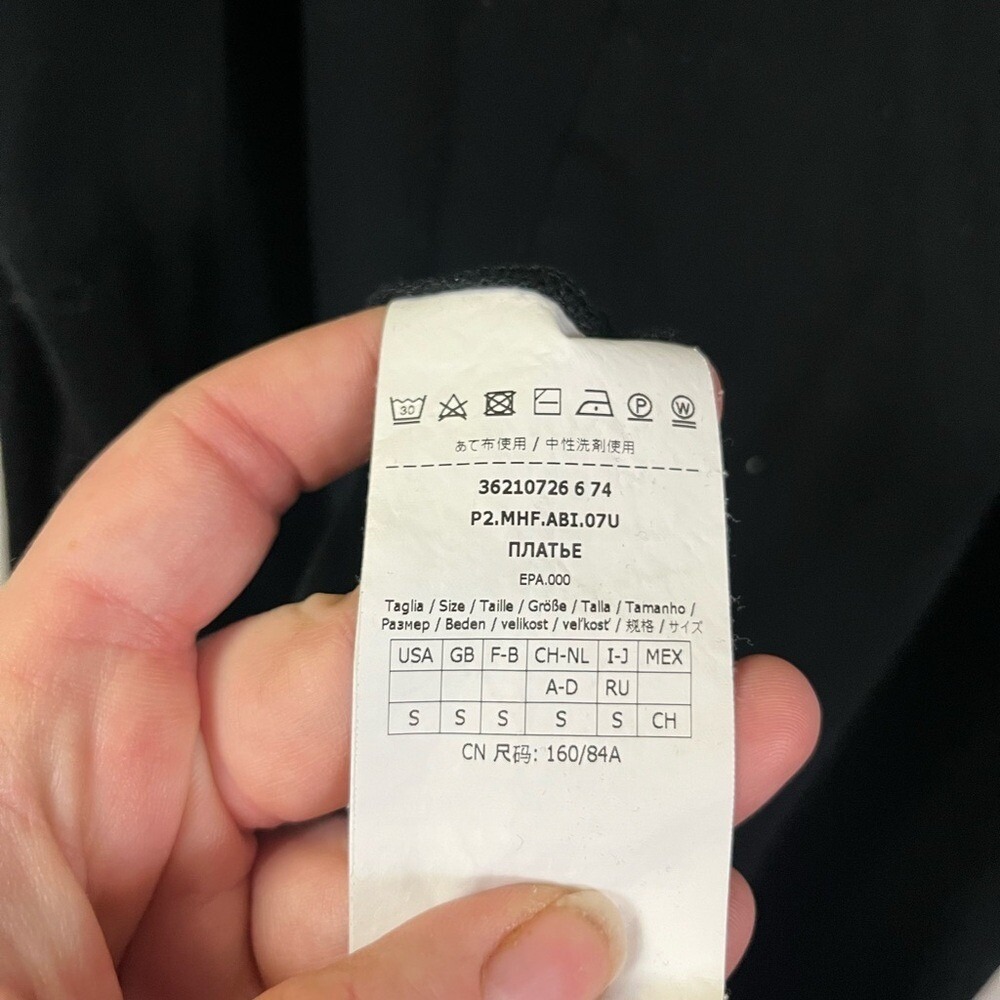 30 P W
あて布使用 / 中性洗剤使用
36210726 6 74
P2.MHF.ABI.07U
ПЛАТЬЕ
EPA.000
Taglia / Size / Taille / Größe / Talla / Tamanho /
Размер / Beden / velikost / veľkosť / 规格 / サイズ
USA GB F-B CH-NL I-J MEX
A-D RU
S S S S S CH
CN 尺码: 160/84A